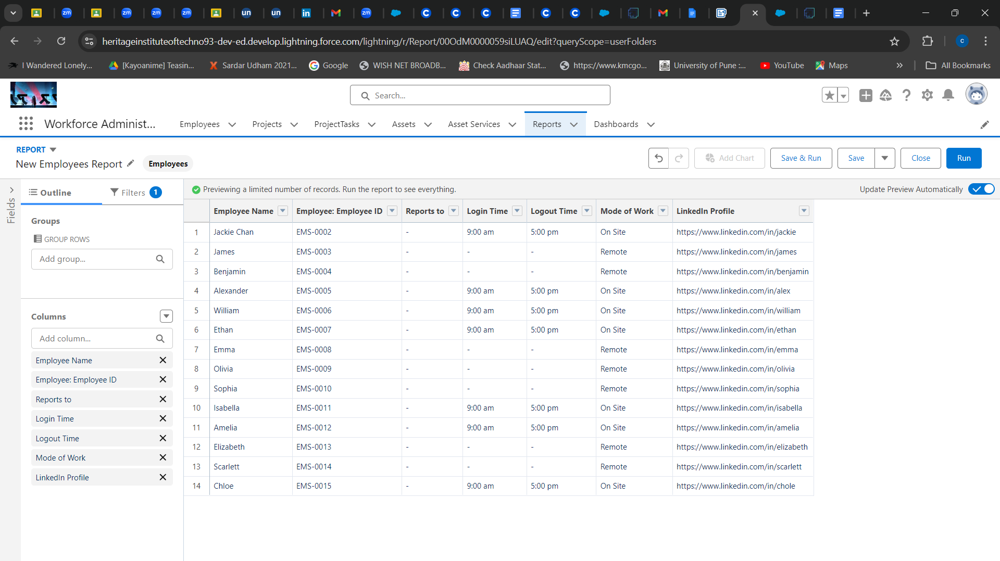 heritageinstituteoftechno93-dev-ed.develop.lightning.force.com/lightning/r/Report/00OdM0000059siLUAQ/edit?queryScope=userFolders
I Wandered Lonely... [Kayoanime] Teasin... Sardar Udham 2021... Google WISH NET BROADB... Check Aadhaar Stat... https://www.kmcgo... University of Pune :... YouTube Maps » All Bookmarks
Search...
Workforce Administ... Employees Projects ProjectTasks Assets Asset Services Reports Dashboards
REPORT
New Employees Report Employees
Add Chart Save & Run Save Close Run
Fields
Outline Filters 1
Previewing a limited number of records. Run the report to see everything. Update Preview Automatically
Groups
GROUP ROWS
Add group...
Columns
Add column...
Employee Name
Employee: Employee ID
Reports to
Login Time
Logout Time
Mode of Work
LinkedIn Profile
Employee Name Employee: Employee ID Reports to Login Time Logout Time Mode of Work LinkedIn Profile
1 Jackie Chan EMS-0002 - 9:00 am 5:00 pm On Site https://www.linkedin.com/in/jackie
2 James EMS-0003 - - - Remote https://www.linkedin.com/in/james
3 Benjamin EMS-0004 - - - Remote https://www.linkedin.com/in/benjamin
4 Alexander EMS-0005 - 9:00 am 5:00 pm On Site https://www.linkedin.com/in/alex
5 William EMS-0006 - 9:00 am 5:00 pm On Site https://www.linkedin.com/in/william
6 Ethan EMS-0007 - 9:00 am 5:00 pm On Site https://www.linkedin.com/in/ethan
7 Emma EMS-0008 - - - Remote https://www.linkedin.com/in/emma
8 Olivia EMS-0009 - - - Remote https://www.linkedin.com/in/olivia
9 Sophia EMS-0010 - - - Remote https://www.linkedin.com/in/sophia
10 Isabella EMS-0011 - 9:00 am 5:00 pm On Site https://www.linkedin.com/in/isabella
11 Amelia EMS-0012 - 9:00 am 5:00 pm On Site https://www.linkedin.com/in/amelia
12 Elizabeth EMS-0013 - - - Remote https://www.linkedin.com/in/elizabeth
13 Scarlett EMS-0014 - - - Remote https://www.linkedin.com/in/scarlett
14 Chloe EMS-0015 - 9:00 am 5:00 pm On Site https://www.linkedin.com/in/chole